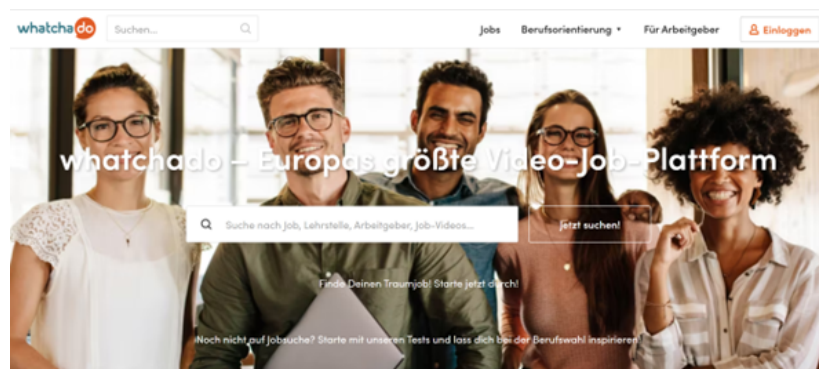 whatchado
Suchen...
Jobs
Berufsorientierung
Für Arbeitgeber
Einloggen
whatchado – Europas größte Video-Job-Plattform
Suche nach Job, Lehrstelle, Arbeitgeber, Job-Videos...
Jetzt suchen!
Finde Deinen Traumjob! Starte jetzt durch!
Noch nicht auf Jobsuche? Starte mit unseren Tests und lass dich bei der Berufswahl inspirieren!